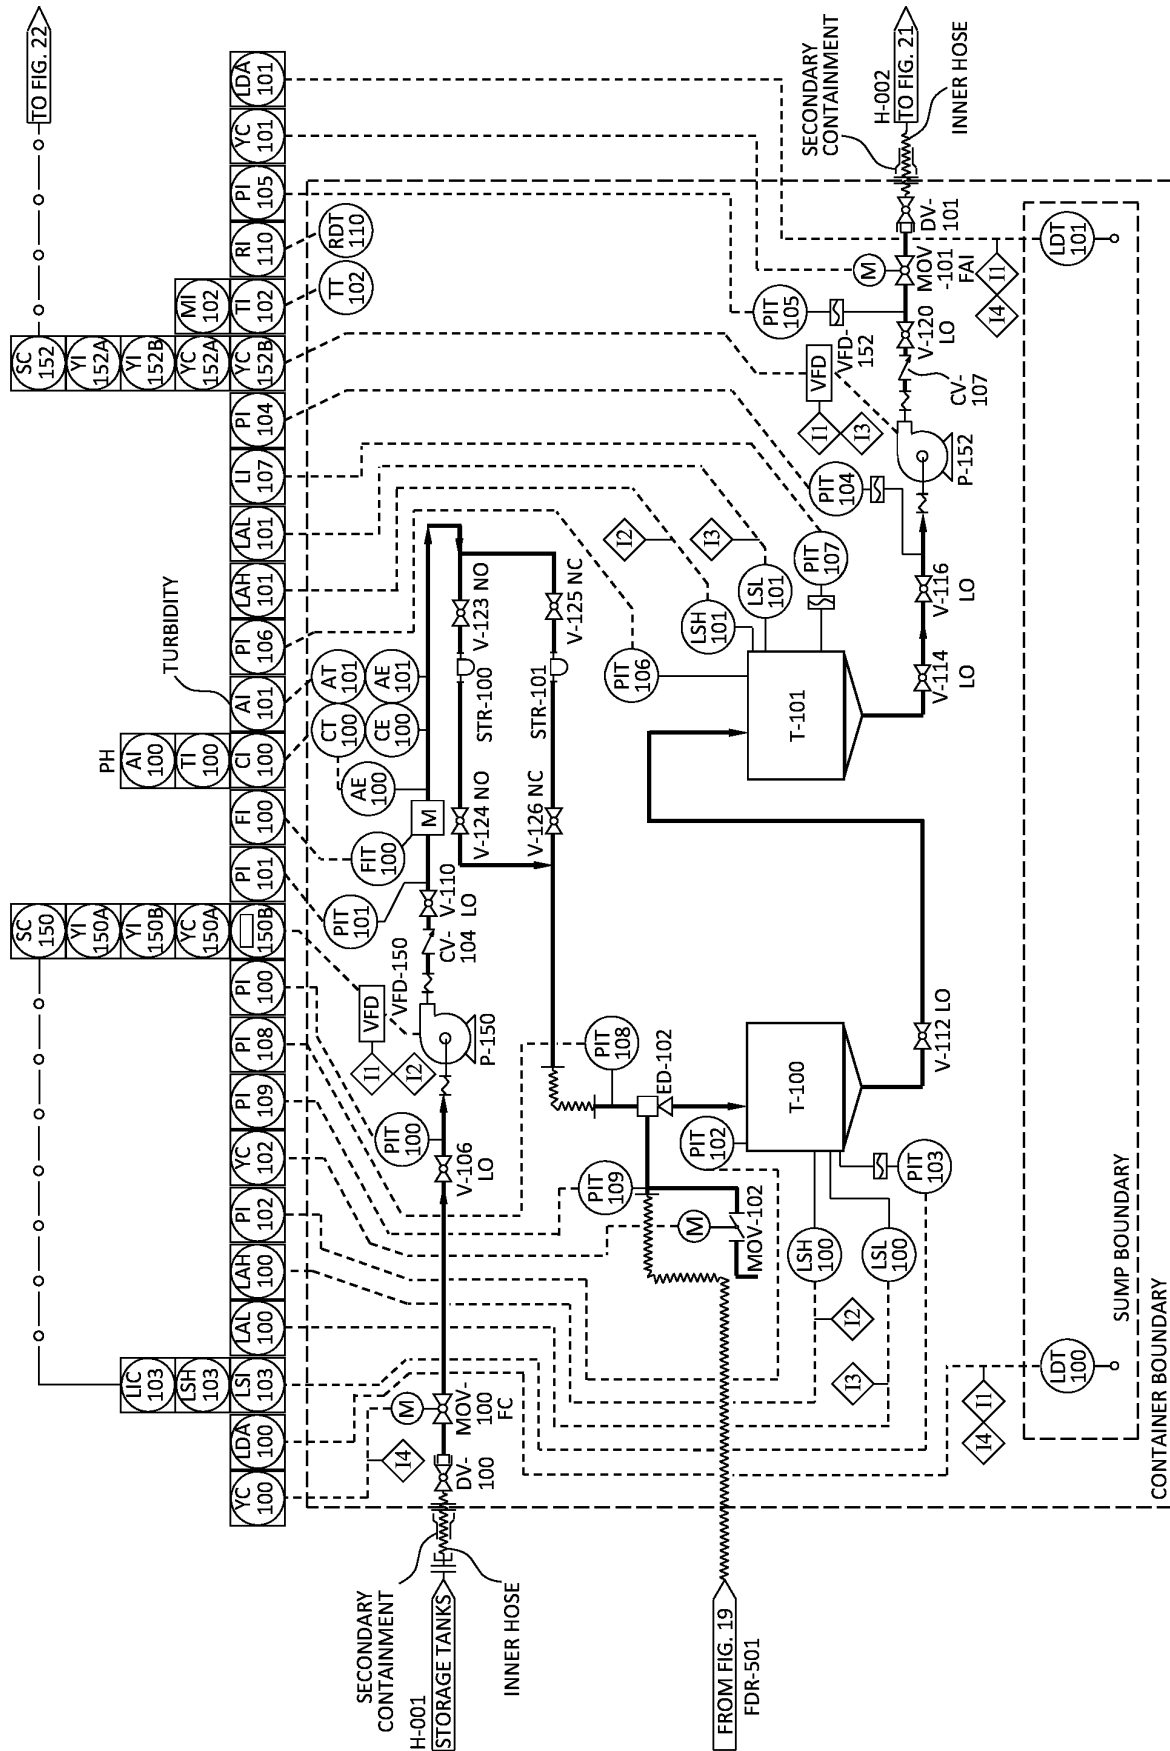 TO FIG. 22
SC
150
YI
150A
YI
150B
YC
150A
150B
SC
152
YI
152A
YI
152B
YC
152A
YC
152B
LIC
103
LSH
103
LSI
103
PH
AI
100
TI
100
CI
100
TURBIDITY
MI
102
TI
102
YC
100
LDA
100
LAL
100
LAH
100
PI
102
YC
102
PI
109
PI
108
PI
100
PI
101
FI
100
AI
101
PI
106
LAH
101
LAL
101
LI
107
PI
104
RI
110
PI
105
YC
101
LDA
101
TT
102
RDT
110
CT
100
AT
101
CE
100
AE
101
AE
100
FIT
100
M
PIT
101
VFD
VFD-150
I1
I2
P-150
CV-
104
V-110
LO
PIT
100
V-106
LO
M
MOV-
100
FC
I4
DV-
100
SECONDARY
CONTAINMENT
H-001
STORAGE TANKS
INNER HOSE
V-124 NO
STR-100
V-123 NO
V-126 NC
STR-101
V-125 NC
PIT
108
ED-102
PIT
109
M
MOV-102
PIT
102
T-100
PIT
103
LSH
100
LSL
100
I2
I3
V-112 LO
FROM FIG. 19
FDR-501
PIT
106
LSH
101
LSL
101
I2
I3
PIT
107
T-101
V-114
LO
V-116
LO
PIT
104
P-152
VFD
VFD-
152
I1
I3
CV-
107
V-120
LO
PIT
105
M
MOV
-101
FAI
DV-
101
SECONDARY
CONTAINMENT
H-002
TO FIG. 21
INNER HOSE
I4
I1
LDT
100
I4
I1
LDT
101
SUMP BOUNDARY
CONTAINER BOUNDARY